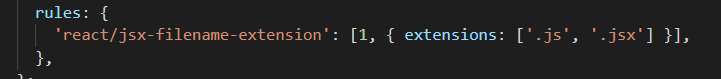 rules: {
'react/jsx-filename-extension': [1, { extensions: ['.js', '.jsx'] }],
},